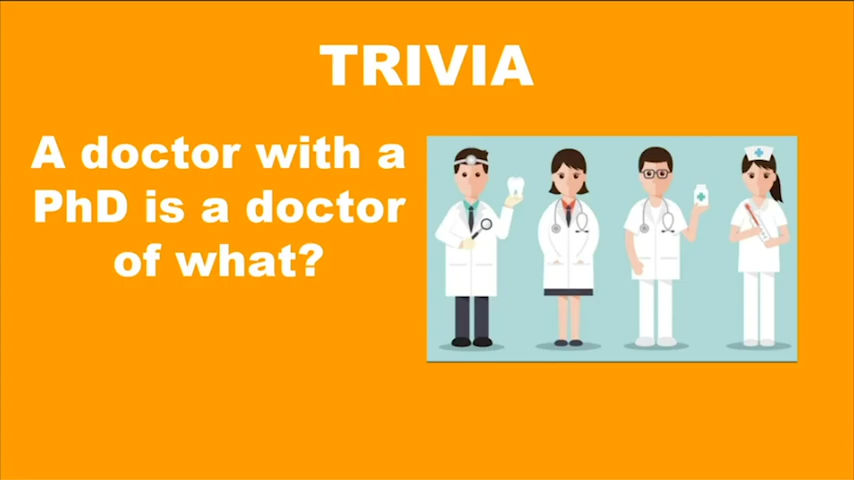 TRIVIA
A doctor with a
PhD is a doctor
of what?